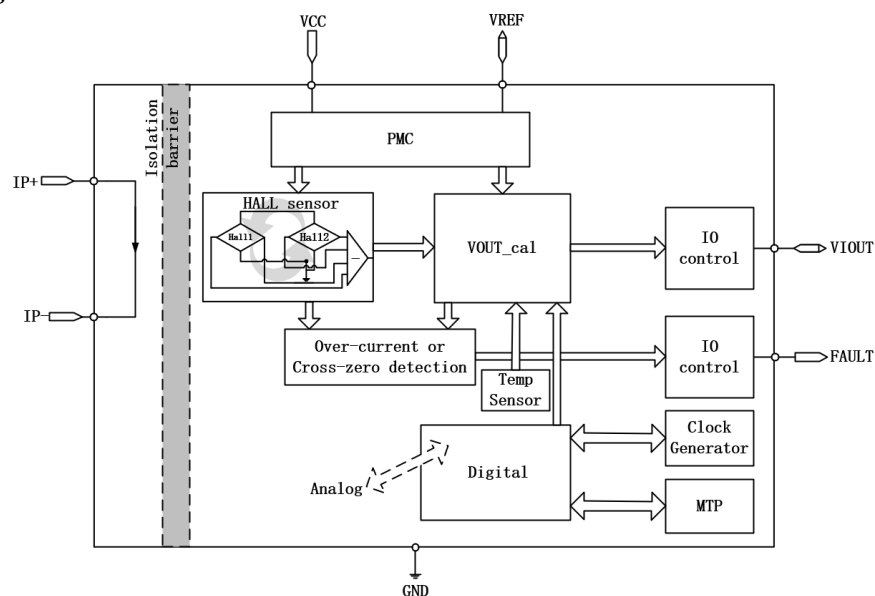 VCC
VREF
Isolation
barrier
PMC
IP+
HALL sensor
Hall1
Hall2
-
VOUT_cal
IO
control
VIOUT
IP-
Over-current or
Cross-zero detection
IO
control
FAULT
Temp
Sensor
Clock
Generator
Digital
Analog
MTP
GND